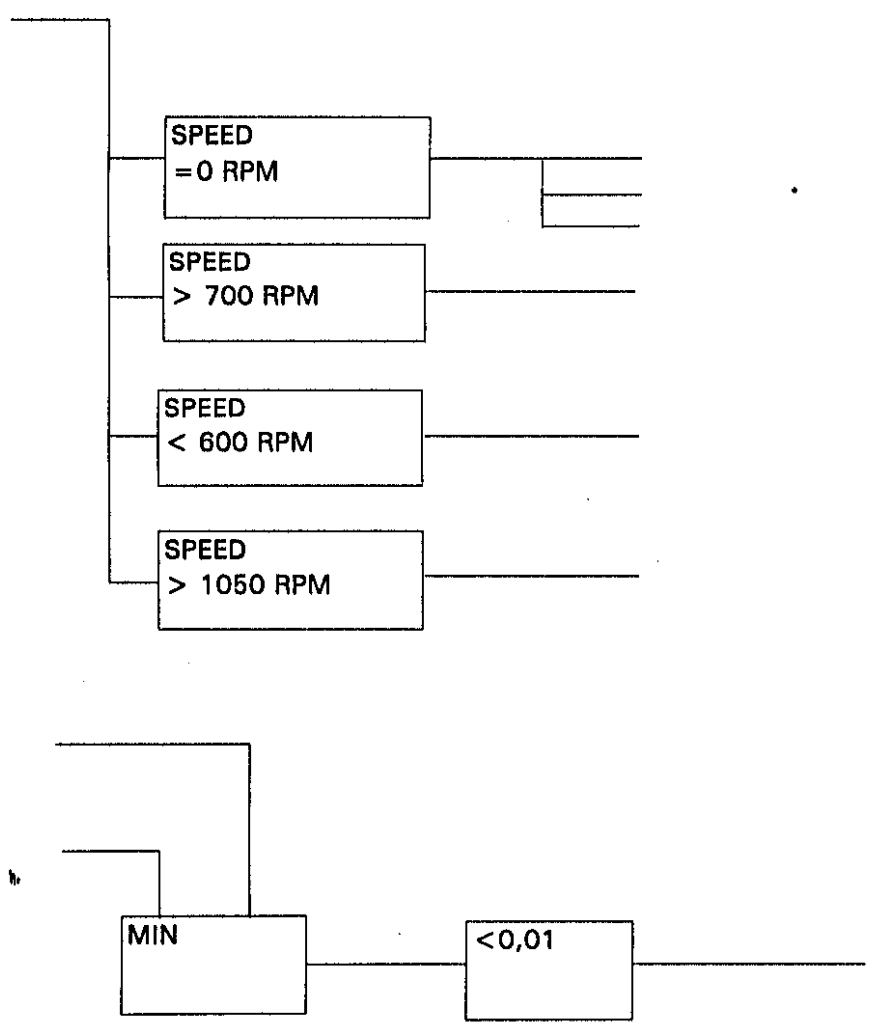 SPEED
=0 RPM
SPEED
> 700 RPM
SPEED
< 600 RPM
SPEED
> 1050 RPM
MIN
<0,01